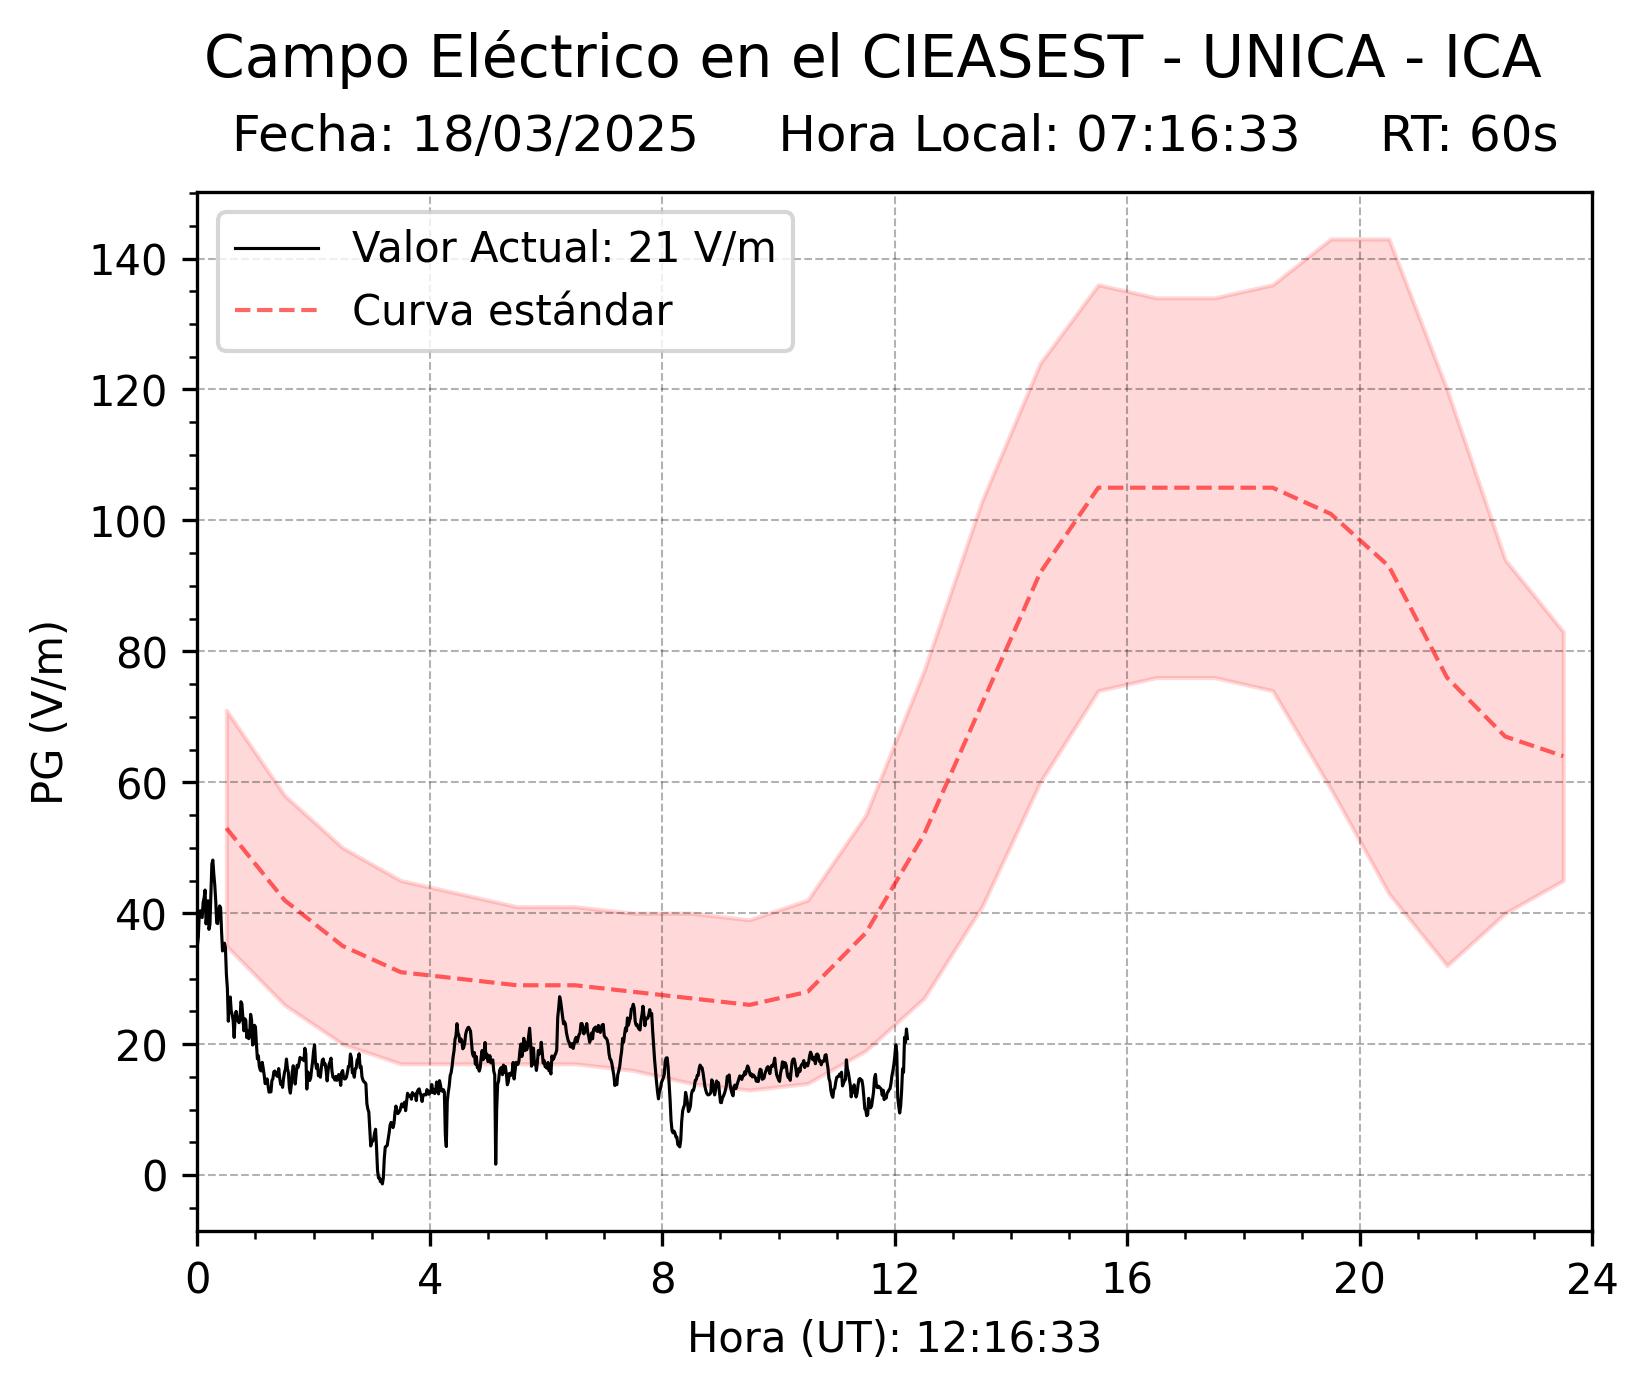 Campo Eléctrico en el CIEASEST - UNICA - ICA
Fecha: 18/03/2025 Hora Local: 07:16:33 RT: 60s
Valor Actual: 21 V/m
Curva estándar
PG (V/m)
140
120
100
80
60
40
20
0
0 4 8 12 16 20 24
Hora (UT): 12:16:33